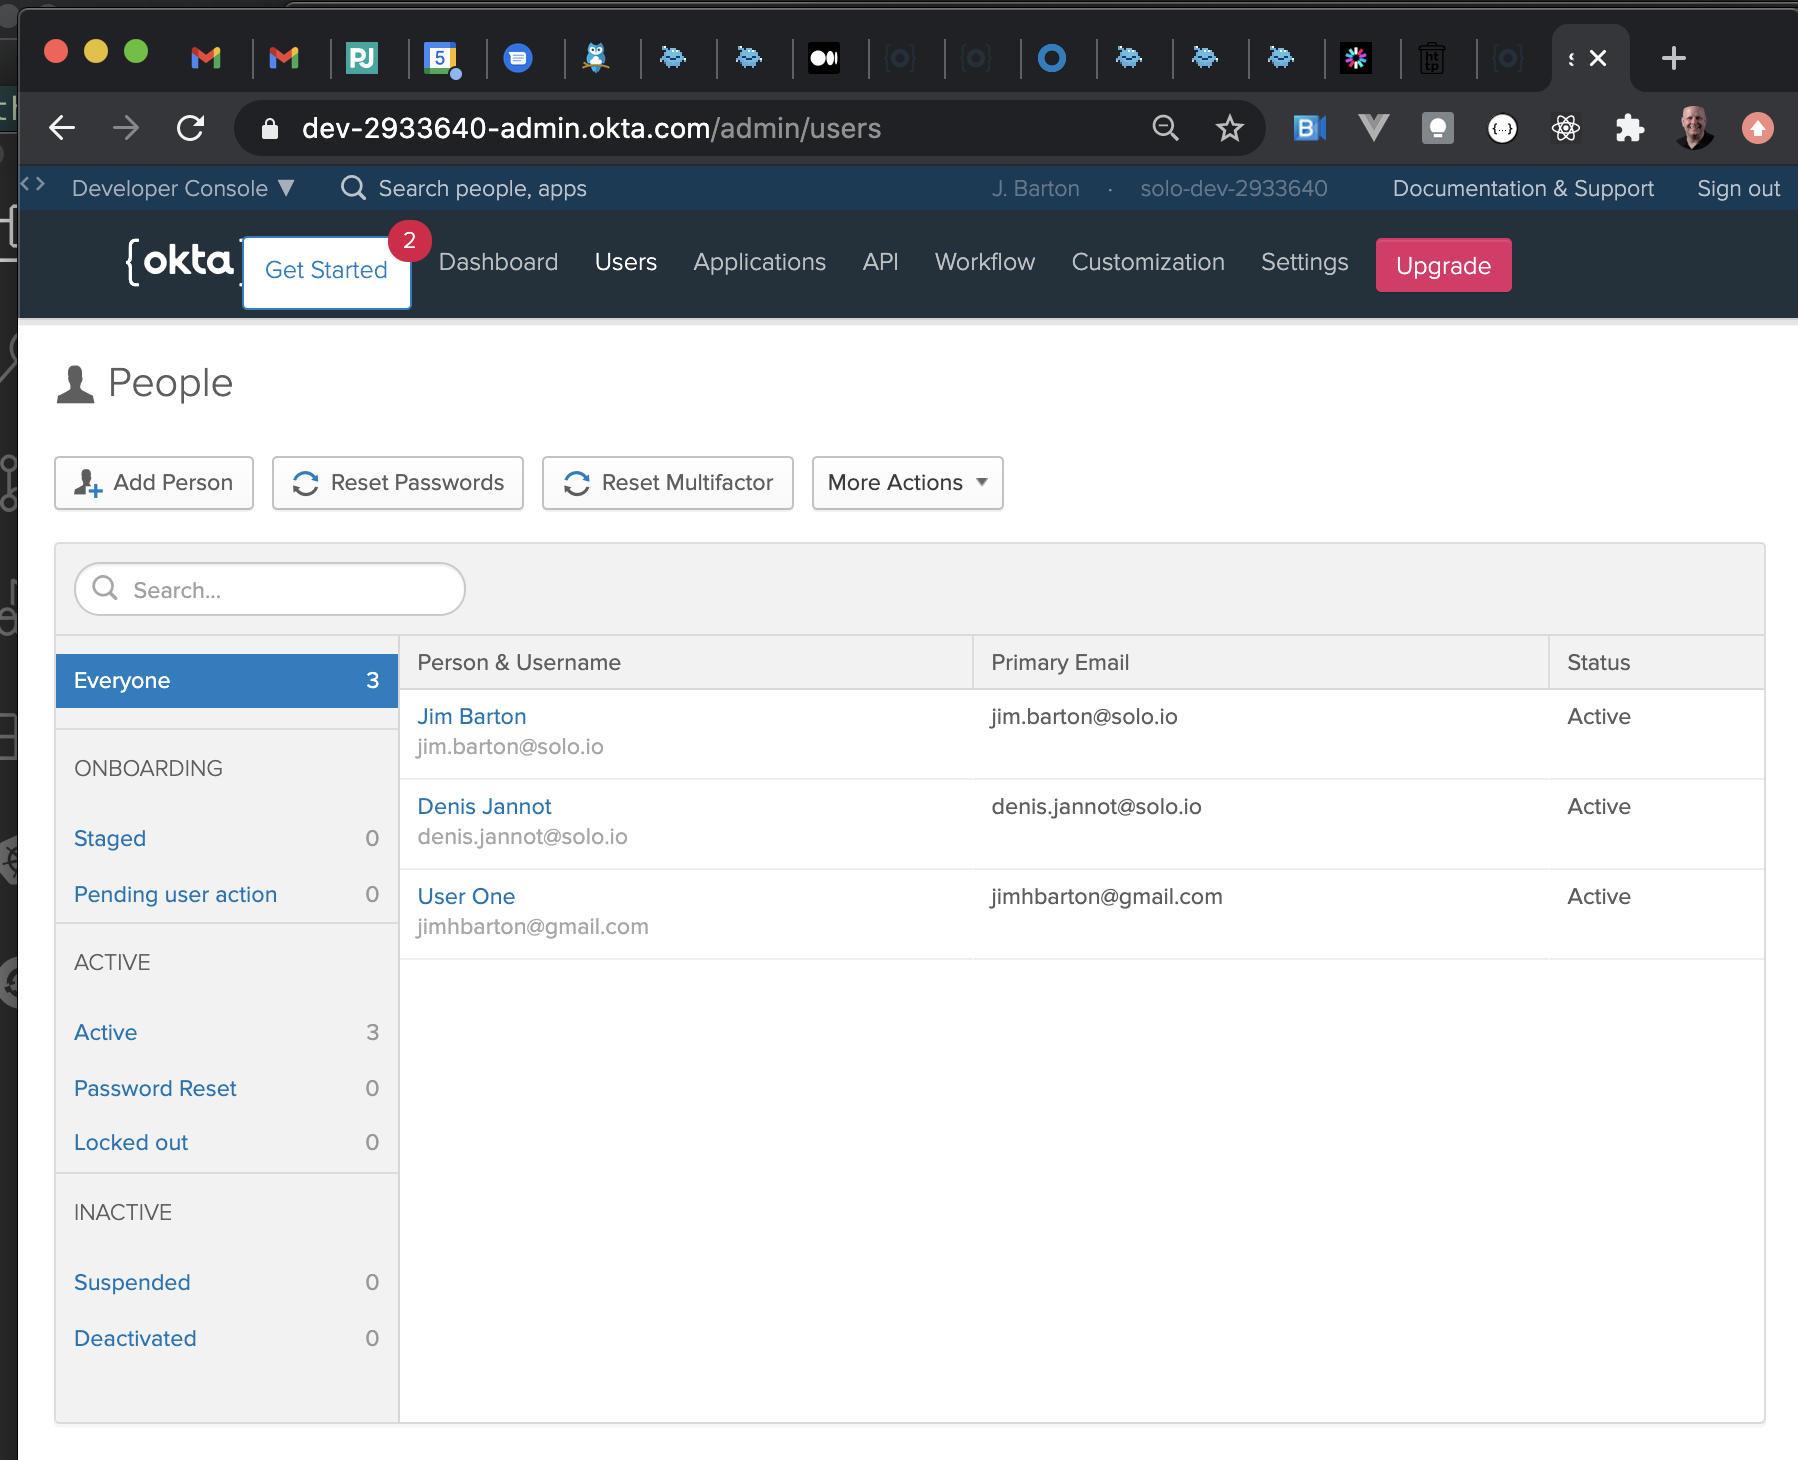 5
dev-2933640-admin.okta.com/admin/users
Developer Console ▼
Search people, apps
J. Barton · solo-dev-2933640
Documentation & Support
Sign out
{okta}
Get Started
2
Dashboard
Users
Applications
API
Workflow
Customization
Settings
Upgrade
People
Add Person
Reset Passwords
Reset Multifactor
More Actions
Search...
Everyone 3
ONBOARDING
Staged 0
Pending user action 0
ACTIVE
Active 3
Password Reset 0
Locked out 0
INACTIVE
Suspended 0
Deactivated 0
Person & Username
Primary Email
Status
Jim Barton
jim.barton@solo.io
jim.barton@solo.io
Active
Denis Jannot
denis.jannot@solo.io
denis.jannot@solo.io
Active
User One
jimhbarton@gmail.com
jimhbarton@gmail.com
Active